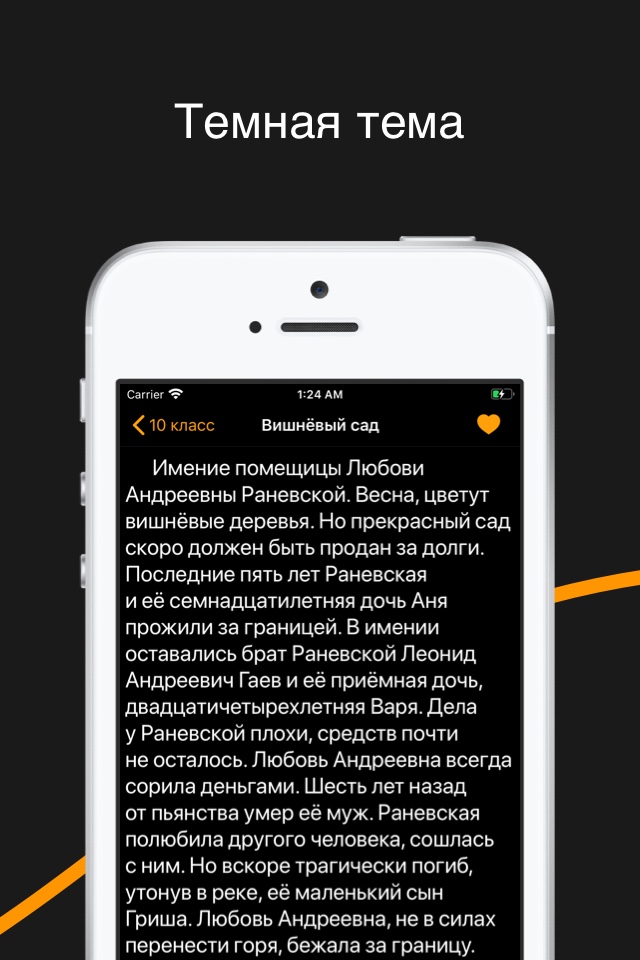 Темная тема
Carrier 1:24 AM
10 класс Вишнёвый сад
Имение помещицы Любови
Андреевны Раневской. Весна, цветут
вишнёвые деревья. Но прекрасный сад
скоро должен быть продан за долги.
Последние пять лет Раневская
и её семнадцатилетняя дочь Аня
прожили за границей. В имении
оставались брат Раневской Леонид
Андреевич Гаев и её приёмная дочь,
двадцатичетырехлетняя Варя. Дела
у Раневской плохи, средств почти
не осталось. Любовь Андреевна всегда
сорила деньгами. Шесть лет назад
от пьянства умер её муж. Раневская
полюбила другого человека, сошлась
с ним. Но вскоре трагически погиб,
утонув в реке, её маленький сын
Гриша. Любовь Андреевна, не в силах
перенести горя, бежала за границу.